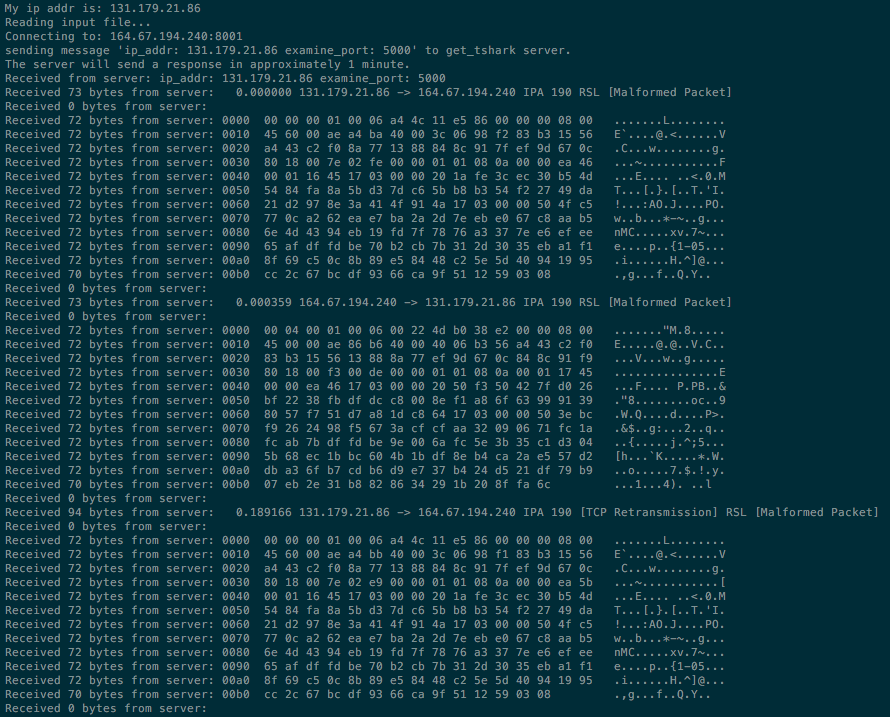 My ip addr is: 131.179.21.86
Reading input file...
Connecting to: 164.67.194.240:8001
sending message 'ip_addr: 131.179.21.86 examine_port: 5000' to get_tshark server.
The server will send a response in approximately 1 minute.
Received from server: ip_addr: 131.179.21.86 examine_port: 5000
Received 73 bytes from server:   0.000000 131.179.21.86 -> 164.67.194.240 IPA 190 RSL [Malformed Packet]
Received 0 bytes from server:
Received 72 bytes from server:  0000  00 00 00 01 00 06 a4 4c 11 e5 86 00 00 00 08 00   .......L........
Received 72 bytes from server:  0010  45 60 00 ae a4 ba 40 00 3c 06 98 f2 83 b3 15 56   E`....@.<......V
Received 72 bytes from server:  0020  a4 43 c2 f0 8a 77 13 88 84 8c 91 7f ef 9d 67 0c   .C...w........g.
Received 72 bytes from server:  0030  80 18 00 7e 02 fe 00 00 01 01 08 0a 00 00 ea 46   ...~...........F
Received 72 bytes from server:  0040  00 01 16 45 17 03 00 00 20 1a fe 3c ec 30 b5 4d   ...E.... ..<.0.M
Received 72 bytes from server:  0050  54 84 fa 8a 5b d3 7d c6 5b b8 b3 54 f2 27 49 da   T...[.}.[..T.'I.
Received 72 bytes from server:  0060  21 d2 97 8e 3a 41 4f 91 4a 17 03 00 00 50 4f c5   !...:AO.J....PO.
Received 72 bytes from server:  0070  77 0c a2 62 ea e7 ba 2a 2d 7e eb e0 67 c8 aa b5   w..b...*-~..g...
Received 72 bytes from server:  0080  6e 4d 43 94 eb 19 fd 7f 78 76 a3 37 7e e6 ef ee   nMC.....xv.7~...
Received 72 bytes from server:  0090  65 af df fd be 70 b2 cb 7b 31 2d 30 35 eb a1 f1   e....p..{1-05...
Received 72 bytes from server:  00a0  8f 69 c5 0c 8b 89 e5 84 48 c2 5e 5d 40 94 19 95   .i......H.^]@...
Received 70 bytes from server:  00b0  cc 2c 67 bc df 93 66 ca 9f 51 12 59 03 08         .,g...f..Q.Y..
Received 0 bytes from server:
Received 73 bytes from server:   0.000359 164.67.194.240 -> 131.179.21.86 IPA 190 RSL [Malformed Packet]
Received 0 bytes from server:
Received 72 bytes from server:  0000  00 04 00 01 00 06 00 22 4d b0 38 e2 00 00 08 00   ......."M.8.....
Received 72 bytes from server:  0010  45 00 00 ae 86 b6 40 00 40 06 b3 56 a4 43 c2 f0   E.....@.@..V.C..
Received 72 bytes from server:  0020  83 b3 15 56 13 88 8a 77 ef 9d 67 0c 84 8c 91 f9   ...V...w..g.....
Received 72 bytes from server:  0030  80 18 00 f3 00 de 00 00 01 01 08 0a 00 01 17 45   ...............E
Received 72 bytes from server:  0040  00 00 ea 46 17 03 00 00 20 50 f3 50 42 7f d0 26   ...F.... P.PB..&
Received 72 bytes from server:  0050  bf 22 38 fb df dc c8 00 8e f1 a8 6f 63 99 91 39   ."8........oc..9
Received 72 bytes from server:  0060  80 57 f7 51 d7 a8 1d c8 64 17 03 00 00 50 3e bc   .W.Q....d....P>.
Received 72 bytes from server:  0070  f9 26 24 98 f5 67 3a cf cf aa 32 09 06 71 fc 1a   .&$..g:...2..q..
Received 72 bytes from server:  0080  fc ab 7b df fd be 9e 00 6a fc 5e 3b 35 c1 d3 04   ..{.....j.^;5...
Received 72 bytes from server:  0090  5b 68 ec 1b bc 60 4b 1b df 8e b4 ca 2a e5 57 d2   [h...`K.....*.W.
Received 72 bytes from server:  00a0  db a3 6f b7 cd b6 d9 e7 37 b4 24 d5 21 df 79 b9   ..o.....7.$.!.y.
Received 70 bytes from server:  00b0  07 eb 2e 31 b8 82 86 34 29 1b 20 8f fa 6c         ...1...4). ..l
Received 0 bytes from server:
Received 94 bytes from server:   0.189166 131.179.21.86 -> 164.67.194.240 IPA 190 [TCP Retransmission] RSL [Malformed Packet]
Received 0 bytes from server:
Received 72 bytes from server:  0000  00 00 00 01 00 06 a4 4c 11 e5 86 00 00 00 08 00   .......L........
Received 72 bytes from server:  0010  45 60 00 ae a4 bb 40 00 3c 06 98 f1 83 b3 15 56   E`....@.<......V
Received 72 bytes from server:  0020  a4 43 c2 f0 8a 77 13 88 84 8c 91 7f ef 9d 67 0c   .C...w........g.
Received 72 bytes from server:  0030  80 18 00 7e 02 e9 00 00 01 01 08 0a 00 00 ea 5b   ...~...........[
Received 72 bytes from server:  0040  00 01 16 45 17 03 00 00 20 1a fe 3c ec 30 b5 4d   ...E.... ..<.0.M
Received 72 bytes from server:  0050  54 84 fa 8a 5b d3 7d c6 5b b8 b3 54 f2 27 49 da   T...[.}.[..T.'I.
Received 72 bytes from server:  0060  21 d2 97 8e 3a 41 4f 91 4a 17 03 00 00 50 4f c5   !...:AO.J....PO.
Received 72 bytes from server:  0070  77 0c a2 62 ea e7 ba 2a 2d 7e eb e0 67 c8 aa b5   w..b...*-~..g...
Received 72 bytes from server:  0080  6e 4d 43 94 eb 19 fd 7f 78 76 a3 37 7e e6 ef ee   nMC.....xv.7~...
Received 72 bytes from server:  0090  65 af df fd be 70 b2 cb 7b 31 2d 30 35 eb a1 f1   e....p..{1-05...
Received 72 bytes from server:  00a0  8f 69 c5 0c 8b 89 e5 84 48 c2 5e 5d 40 94 19 95   .i......H.^]@...
Received 70 bytes from server:  00b0  cc 2c 67 bc df 93 66 ca 9f 51 12 59 03 08         .,g...f..Q.Y..
Received 0 bytes from server: